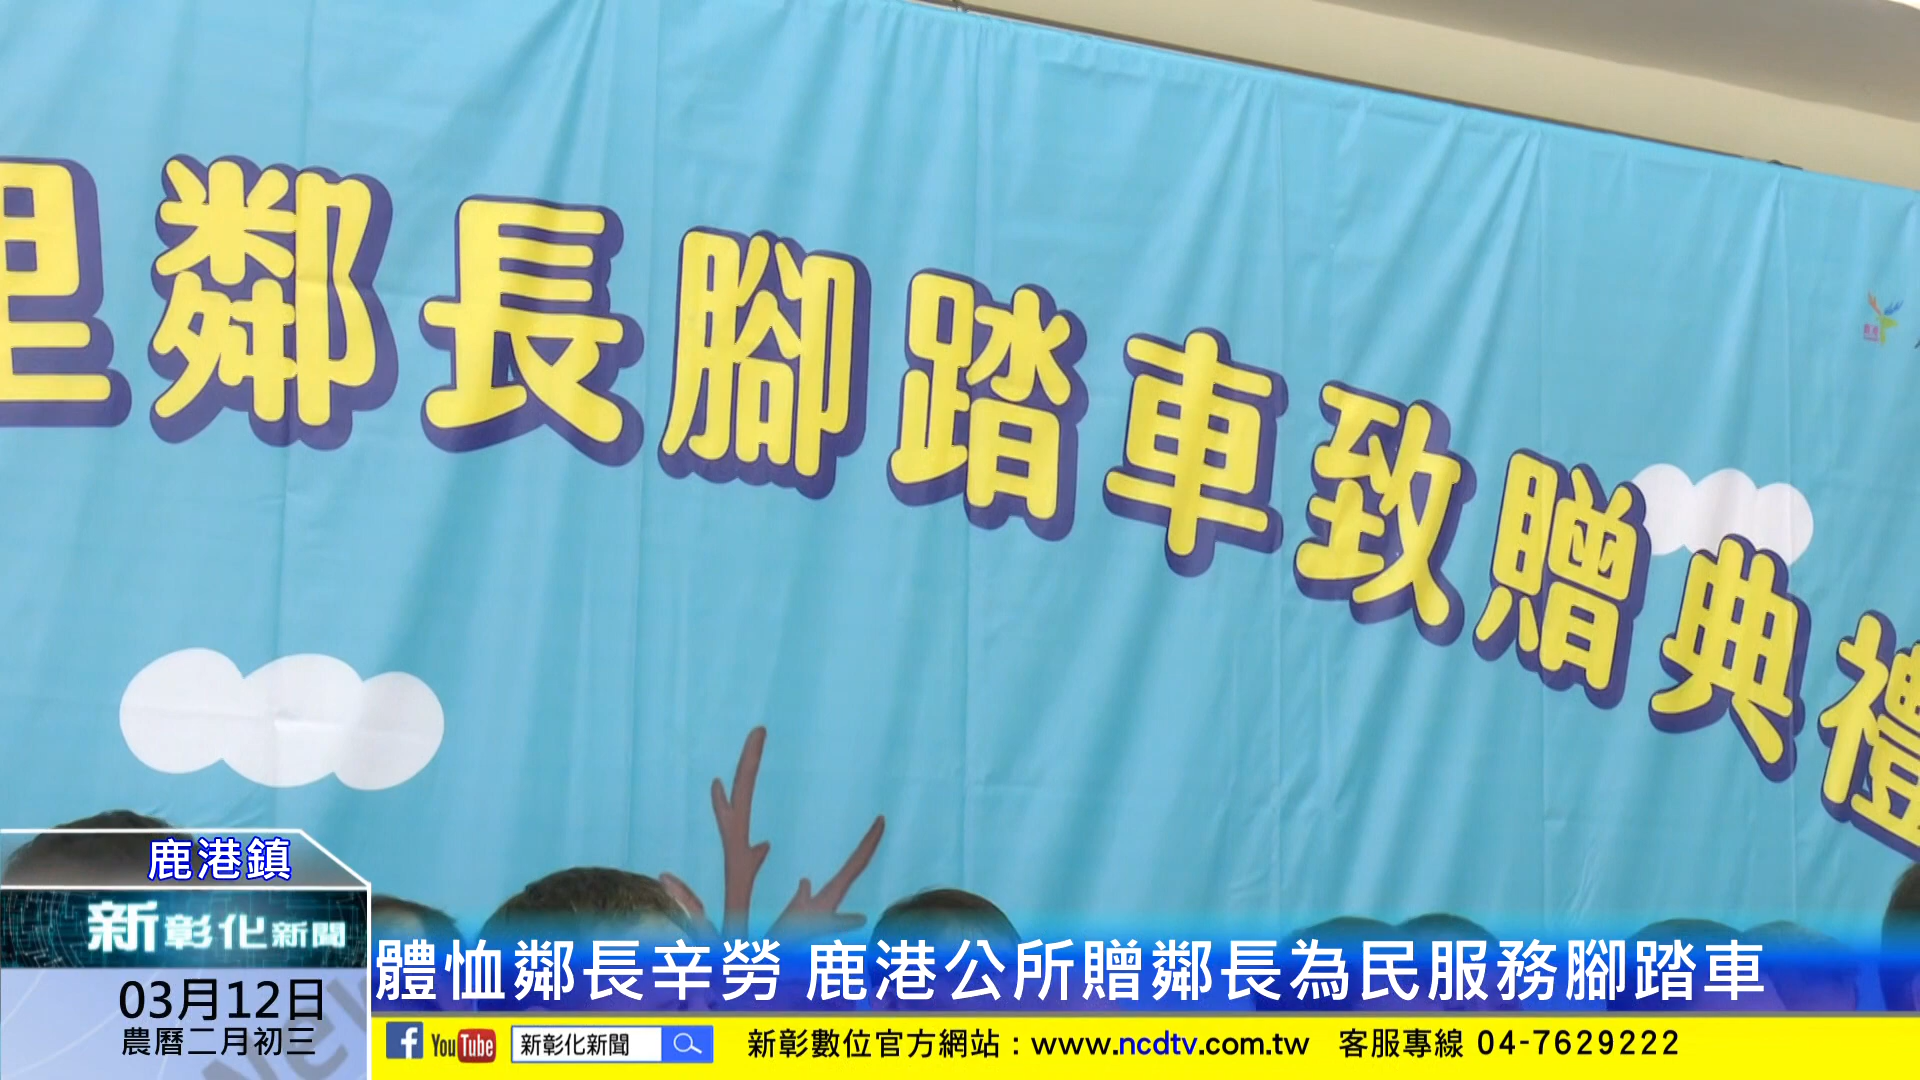 里鄰長腳踏車致贈典禮
鹿港鎮
新彰化新聞
體恤鄰長辛勞 鹿港公所贈鄰長為民服務腳踏車
03月12日
農曆二月初三
YouTube 新彰化新聞 新彰數位官方網站：www.ncdtv.com.tw 客服專線 04-7629222